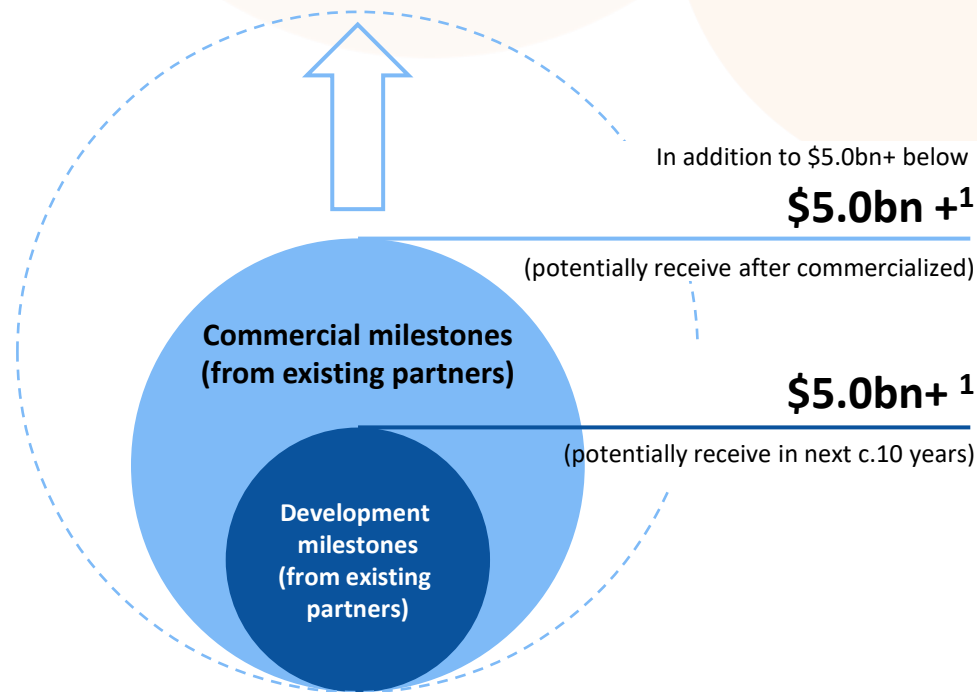 In addition to $5.0bn+ below
$5.0bn +1
(potentially receive after commercialized)
Commercial milestones
(from existing partners)
$5.0bn+ 1
(potentially receive in next c.10 years)
Development
milestones
(from existing
partners)